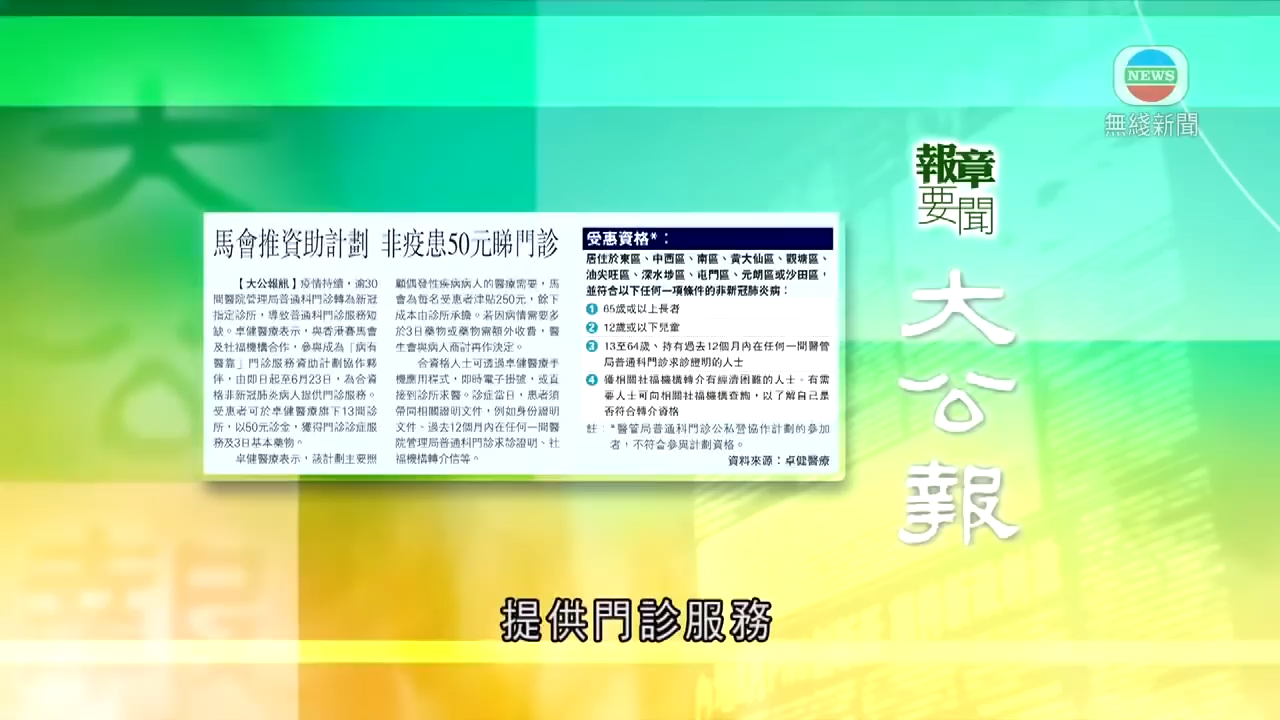 NEWS
無綫新聞
報章
要聞
大公報
馬會推資助計劃 非疫患50元睇門診
【大公報訊】疫情持續，逾30
間醫院管理局普通科門診轉為新冠
指定診所，導致普通科門診服務短
缺。卓健醫療表示，與香港賽馬會
及社福機構合作，參與成為「病有
醫靠」門診服務資助計劃協作夥
伴，由即日起至6月23日，為合資
格非新冠肺炎病人提供門診服務。
受惠者可於卓健醫療旗下13間診
所，以50元診金，獲得門診診症服
務及3日基本藥物。
卓健醫療表示，該計劃主要照
顧偶發性疾病病人的醫療需要，馬
會為每名受惠者津貼250元，餘下
成本由診所承擔。若因病情需要多
於3日藥物或藥物需額外收費，醫
生會與病人商討再作決定。
合資格人士可透過卓健醫療手
機應用程式，即時電子掛號，或直
接到診所求醫。診症當日，患者須
帶同相關證明文件，例如身份證明
文件、過去12個月內在任何一間醫
院管理局普通科門診求診證明、社
福機構轉介信等。
受惠資格*：
居住於東區、中西區、南區、黃大仙區、觀塘區、
油尖旺區、深水埗區、屯門區、元朗區或沙田區，
並符合以下任何一項條件的非新冠肺炎病：
1 65歲或以上長者
2 12歲或以下兒童
3 13至64歲、持有過去12個月內在任何一間醫管
局普通科門診求診證明的人士
4 獲相關社福機構轉介有經濟困難的人士。有需
要人士可向相關社福機構查詢，以了解自己是
否符合轉介資格
註：*醫管局普通科門診公私營協作計劃的參加
者，不符合參與計劃資格。
資料來源：卓健醫療
提供門診服務
大
公
報